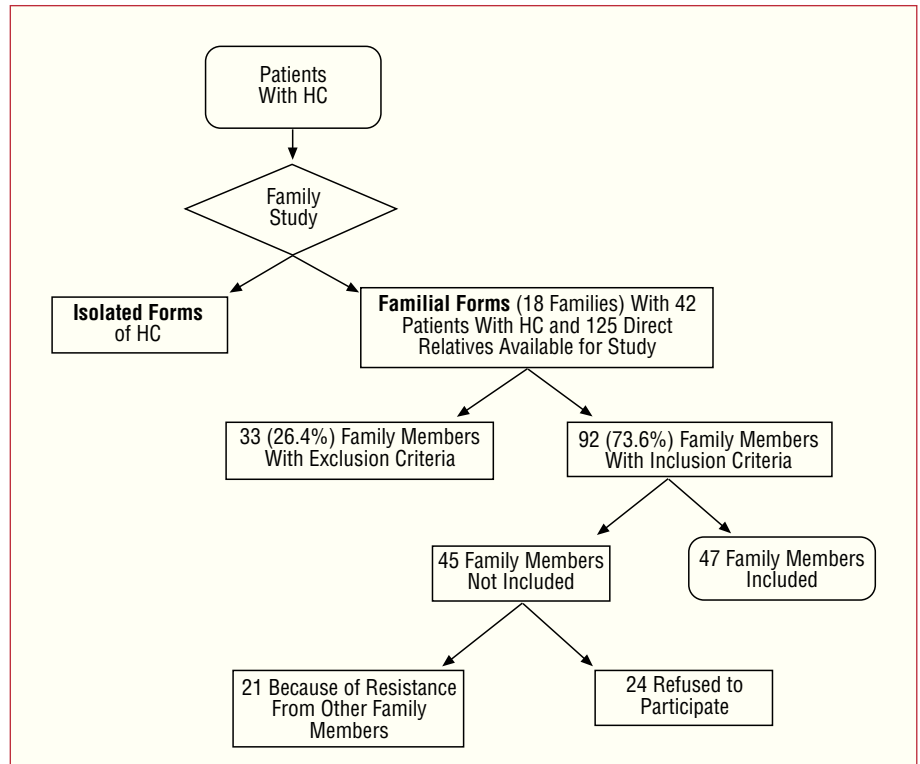 Patients
With HC
Family
Study
Isolated Forms
of HC
Familial Forms (18 Families) With 42
Patients With HC and 125 Direct
Relatives Available for Study
33 (26.4%) Family Members
With Exclusion Criteria
92 (73.6%) Family Members
With Inclusion Criteria
45 Family Members
Not Included
47 Family Members
Included
21 Because of Resistance
From Other Family
Members
24 Refused to
Participate